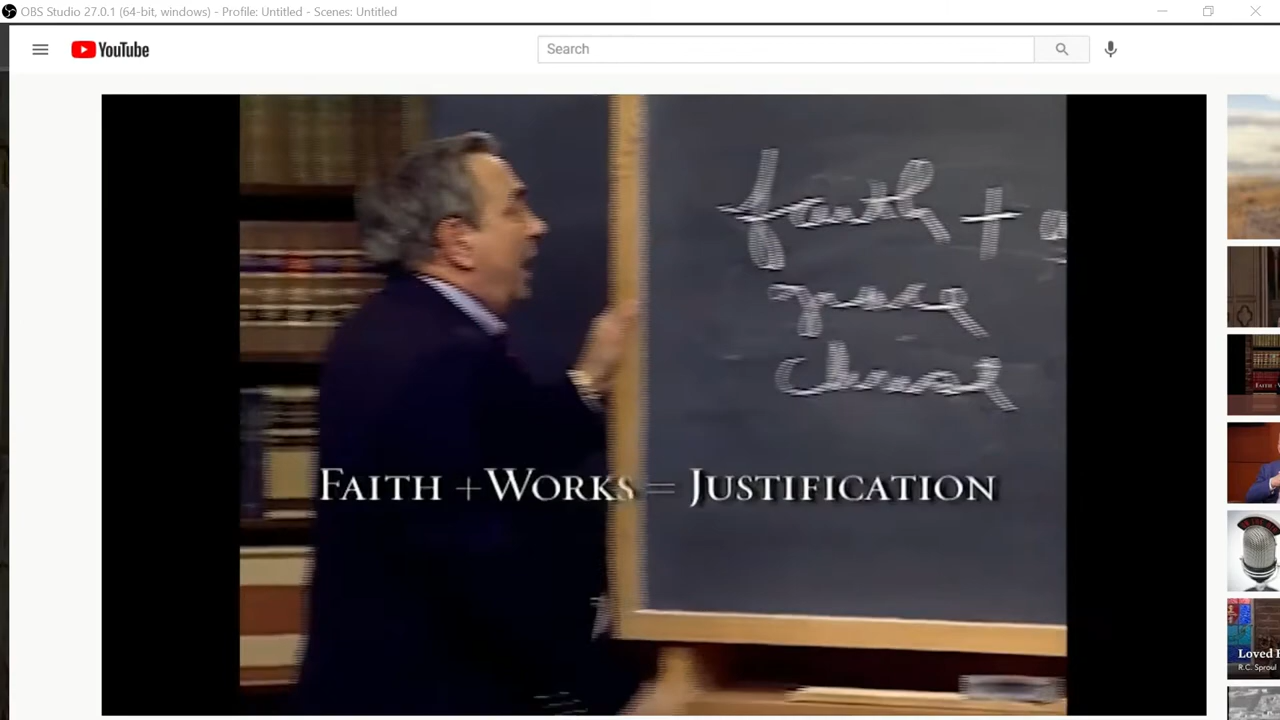 OBS Studio 27.0.1 (64-bit, windows) - Profile: Untitled - Scenes: Untitled
YouTube
Search
faith +
grace
Christ
FAITH +WORKS = JUSTIFICATION
Loved
R.C. Sproul